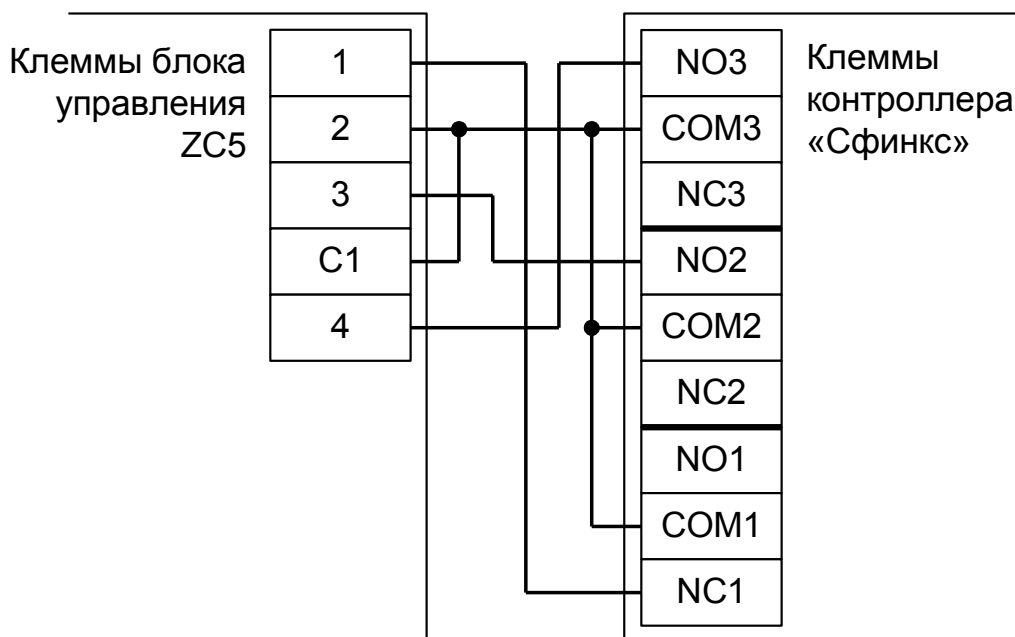 Клеммы блока
управления
ZC5
1
2
3
C1
4
NO3
COM3
NC3
NO2
COM2
NC2
NO1
COM1
NC1
Клеммы
контроллера
«Сфинкс»